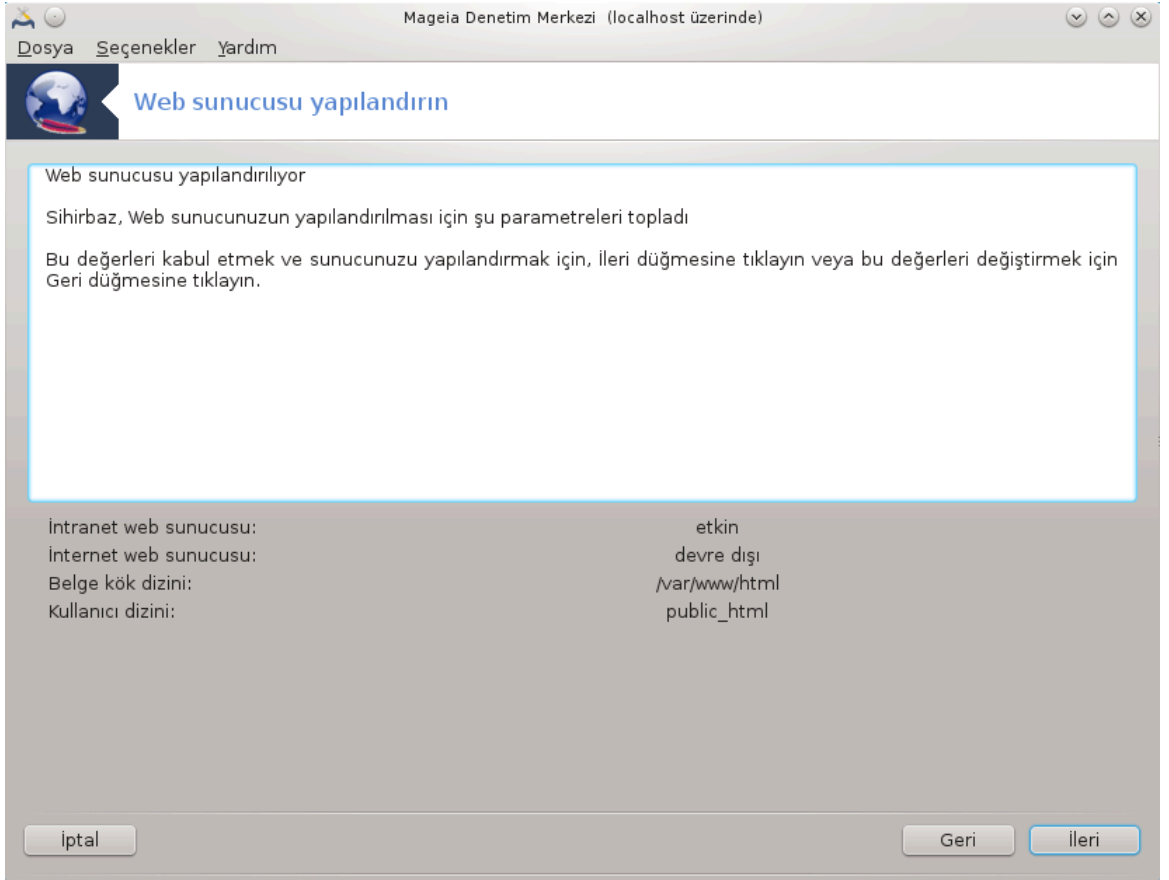 Mageia Denetim Merkezi (localhost üzerinde)
Dosya Seçenekler Yardım
Web sunucusu yapılandırın
Web sunucusu yapılandırılıyor
Sihirbaz, Web sunucunuzun yapılandırılması için şu parametreleri topladı
Bu değerleri kabul etmek ve sunucunuzu yapılandırmak için, İleri düğmesine tıklayın veya bu değerleri değiştirmek için
Geri düğmesine tıklayın.
İntranet web sunucusu: etkin
İnternet web sunucusu: devre dışı
Belge kök dizini: /var/www/html
Kullanıcı dizini: public_html
İptal Geri İleri